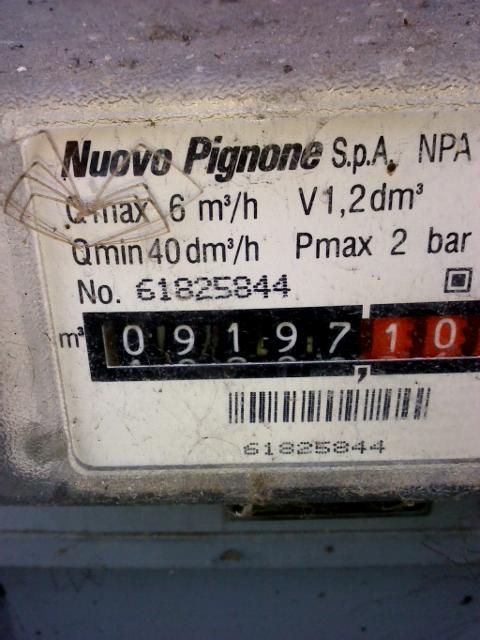 Nuovo Pignone S.p.A. NPA
Qmax 6 m³/h V1,2dm³
Qmin 40 dm³/h Pmax 2 bar
No. 61825844
m³ 09197,10
61825844